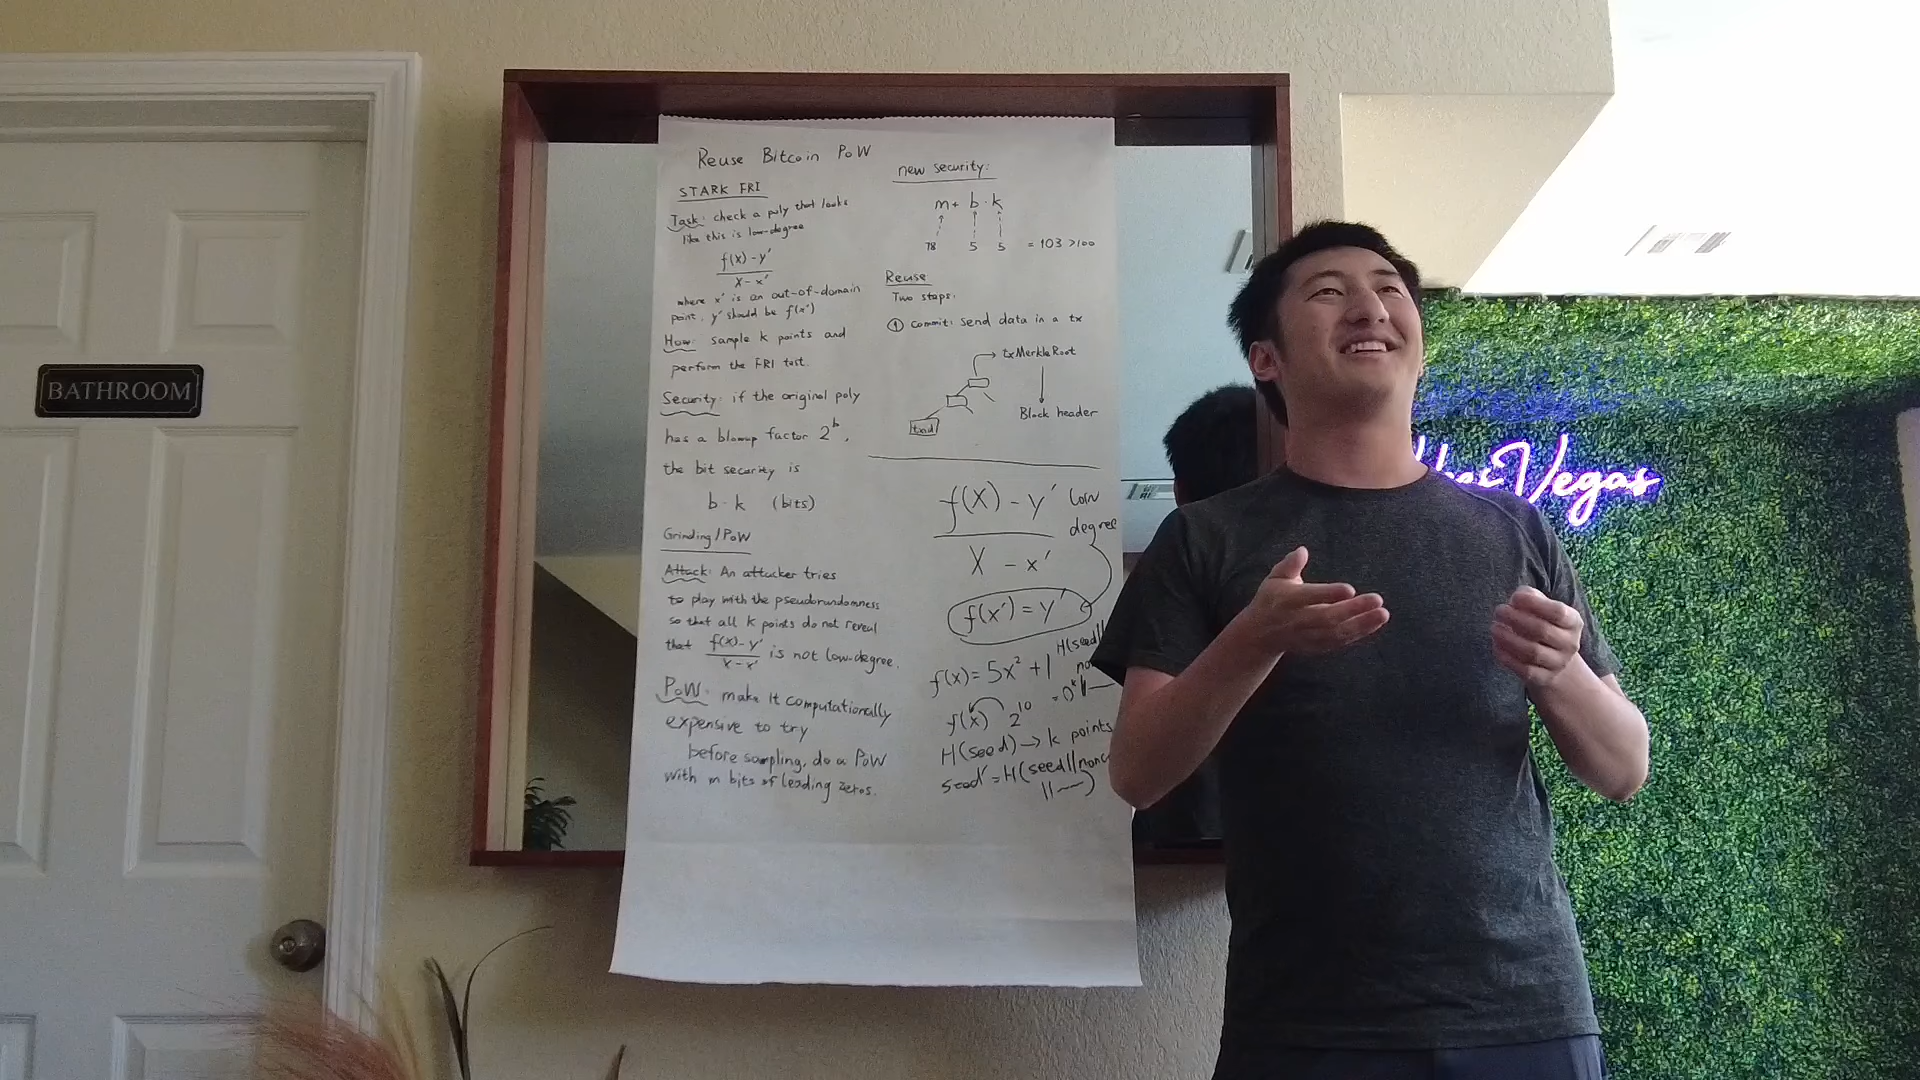 BATHROOM
Reuse Bitcoin PoW
STARK FRI
Task: check a poly that looks
like this is low-degree
f(X) - y'
X - x'
where x' is an out-of-domain
point, y' should be f(x')
How: sample k points and
perform the FRI test.
Security: if the original poly
has a blowup factor 2^b,
the bit security is
b · k (bits)
Grinding/PoW
Attack: An attacker tries
to play with the pseudorandomness
so that all k points do not reveal
that f(X)-y' / X-x' is not low-degree.
PoW: make it computationally
expensive to try
before sampling, do a PoW
with m bits of leading zeros.
new security:
m + b · k
78 5 5 = 103 >100
Reuse
Two steps:
① Commit: send data in a tx
txMerkleRoot
Block header
txid
f(X) - y' low
degree
X - x'
f(x') = y'
H(seed||
f(x) = 5x² + 1
= 0^k
f(x) 2^10
H(seed) → k points
seed' = H(seed||nonc
||
Vegas